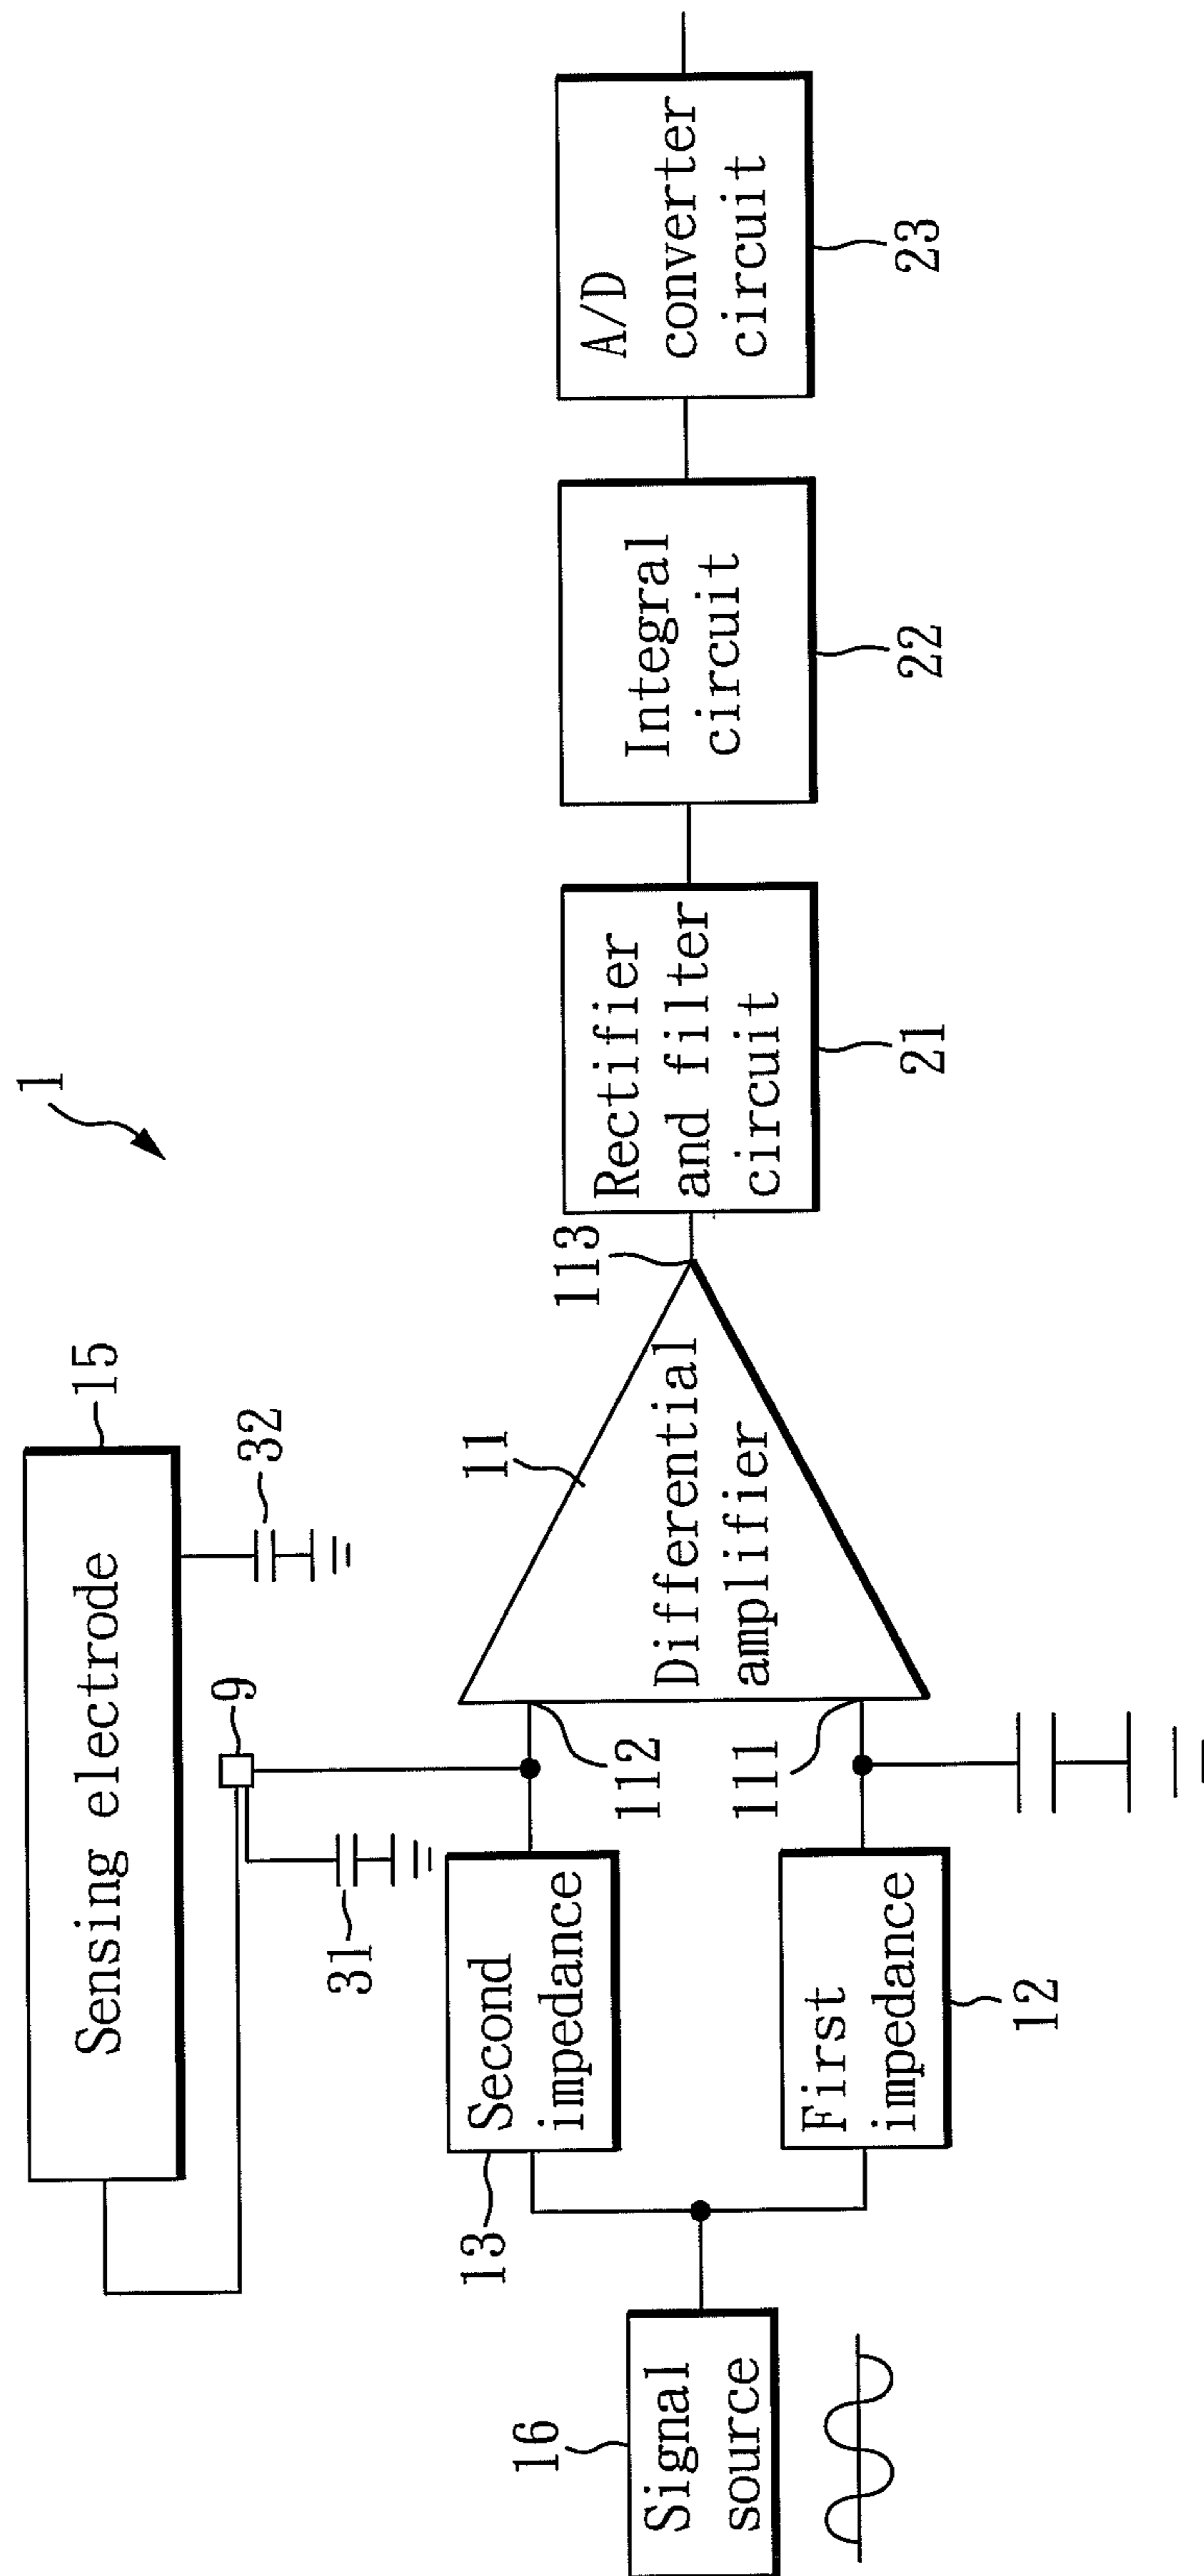 1
Sensing electrode
15
32
9
31
Second
impedance
13
First
impedance
12
Signal
source
16
112
111
11
Differential
amplifier
113
Rectifier
and filter
circuit
21
Integral
circuit
22
A/D
converter
circuit
23